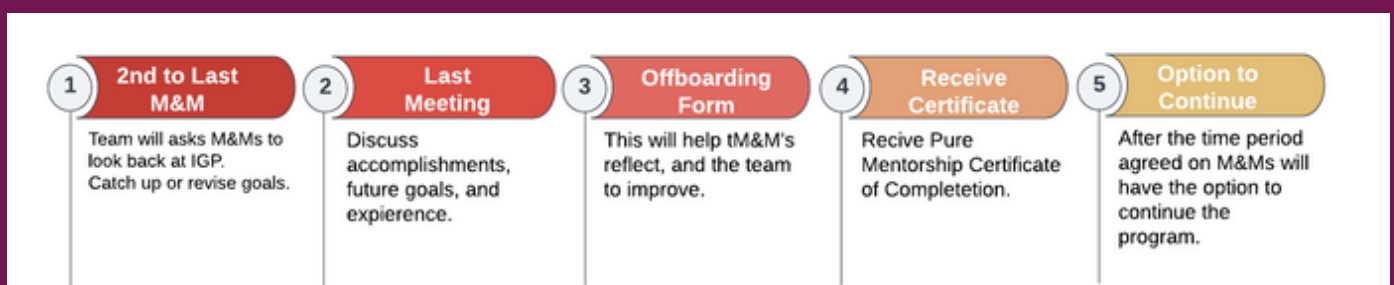 1
2nd to Last
M&M
Team will asks M&Ms to
look back at IGP.
Catch up or revise goals.
2
Last
Meeting
Discuss
accomplishments,
future goals, and
expierence.
3
Offboarding
Form
This will help tM&M's
reflect, and the team
to improve.
4
Receive
Certificate
Recive Pure
Mentorship Certificate
of Completetion.
5
Option to
Continue
After the time period
agreed on M&Ms will
have the option to
continue the
program.